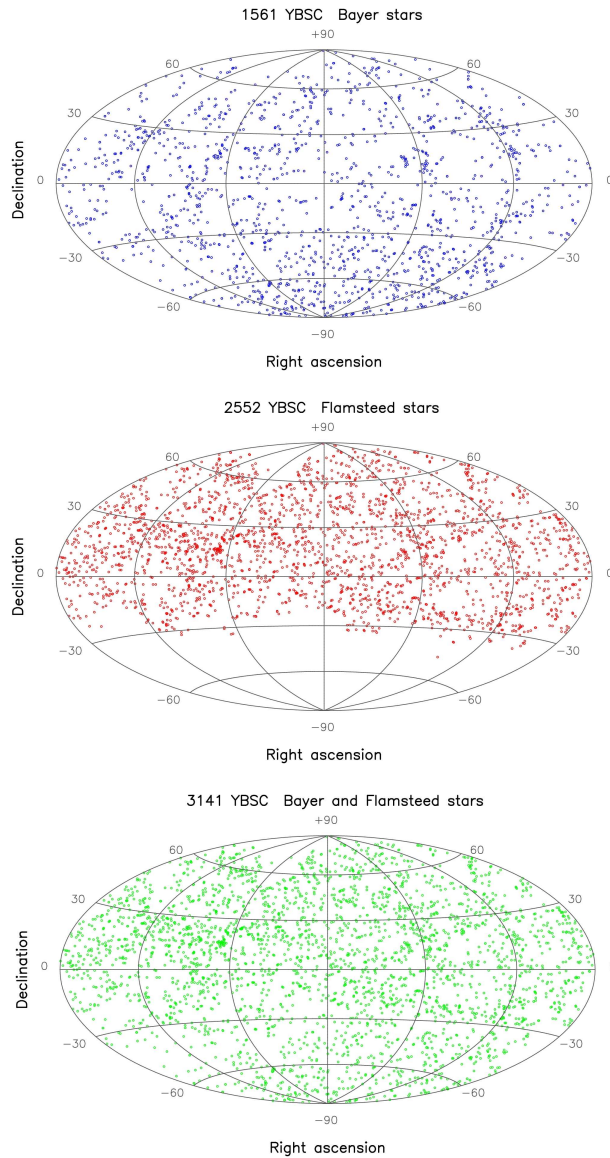 1561 YBSC Bayer stars
+90
60 60
30 30
0 0
−30 −30
−60 −60
−90
Declination
Right ascension
2552 YBSC Flamsteed stars
+90
60 60
30 30
0 0
−30 −30
−60 −60
−90
Declination
Right ascension
3141 YBSC Bayer and Flamsteed stars
+90
60 60
30 30
0
−30 −30
−60 −60
−90
Declination
Right ascension